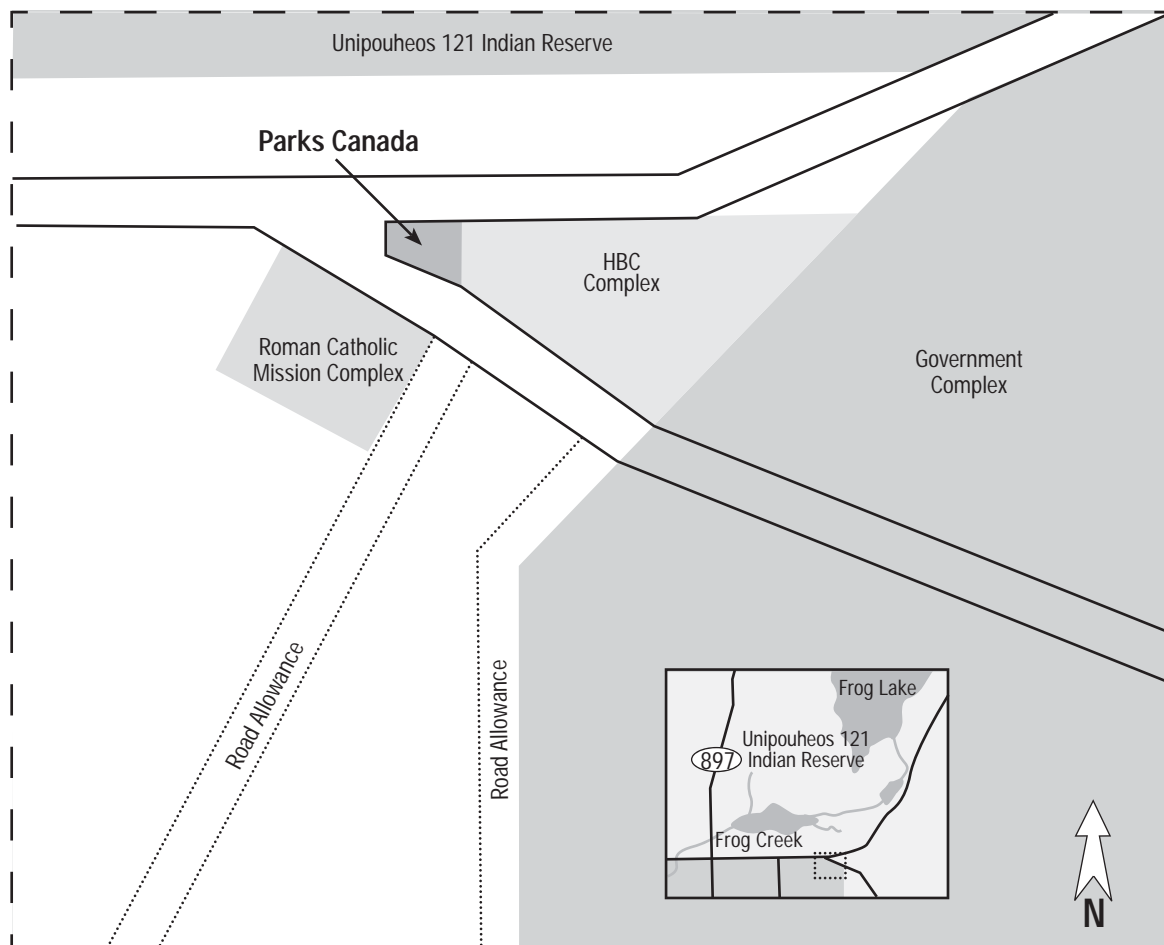 Unipouheos 121 Indian Reserve
Parks Canada
HBC
Complex
Roman Catholic
Mission Complex
Government
Complex
Road Allowance
Road Allowance
Frog Lake
Unipouheos 121
Indian Reserve
897
Frog Creek
N